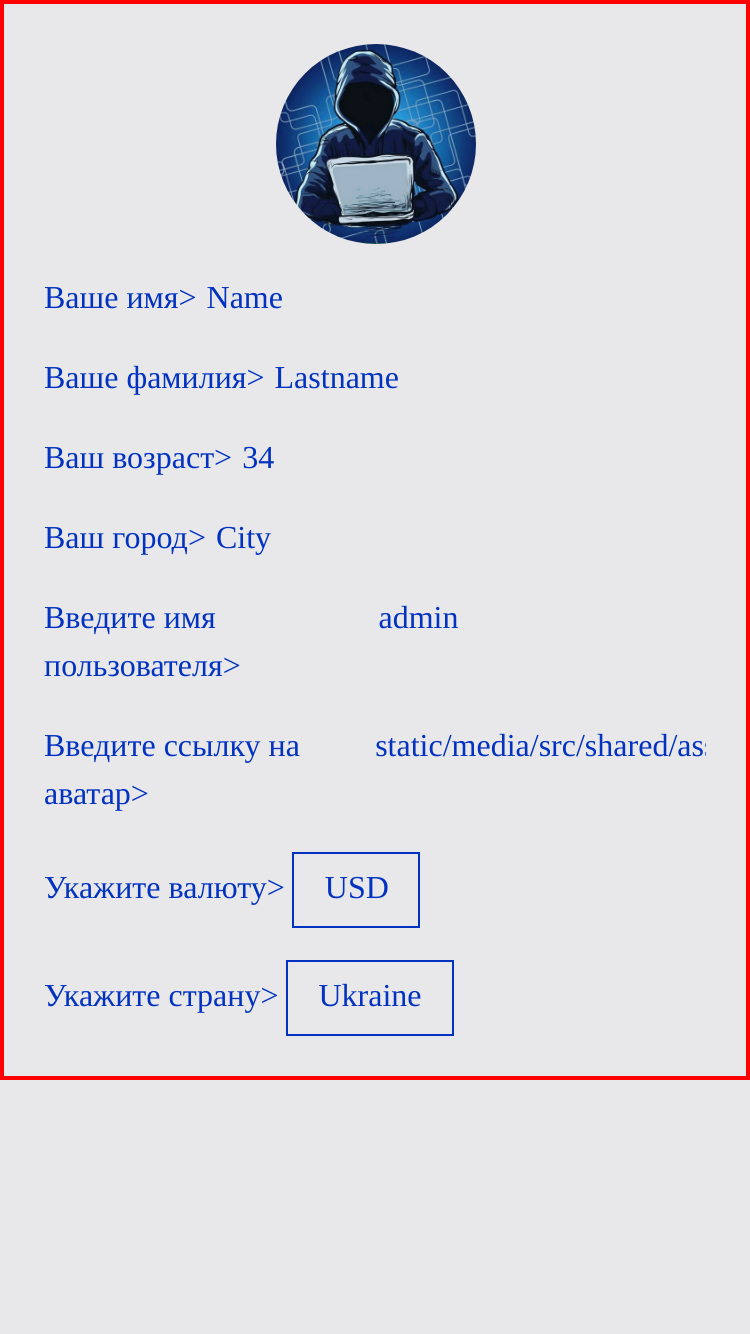 Ваше имя> Name
Ваше фамилия> Lastname
Ваш возраст> 34
Ваш город> City
Введите имя admin
пользователя>
Введите ссылку на static/media/src/shared/as
аватар>
Укажите валюту> USD
Укажите страну> Ukraine